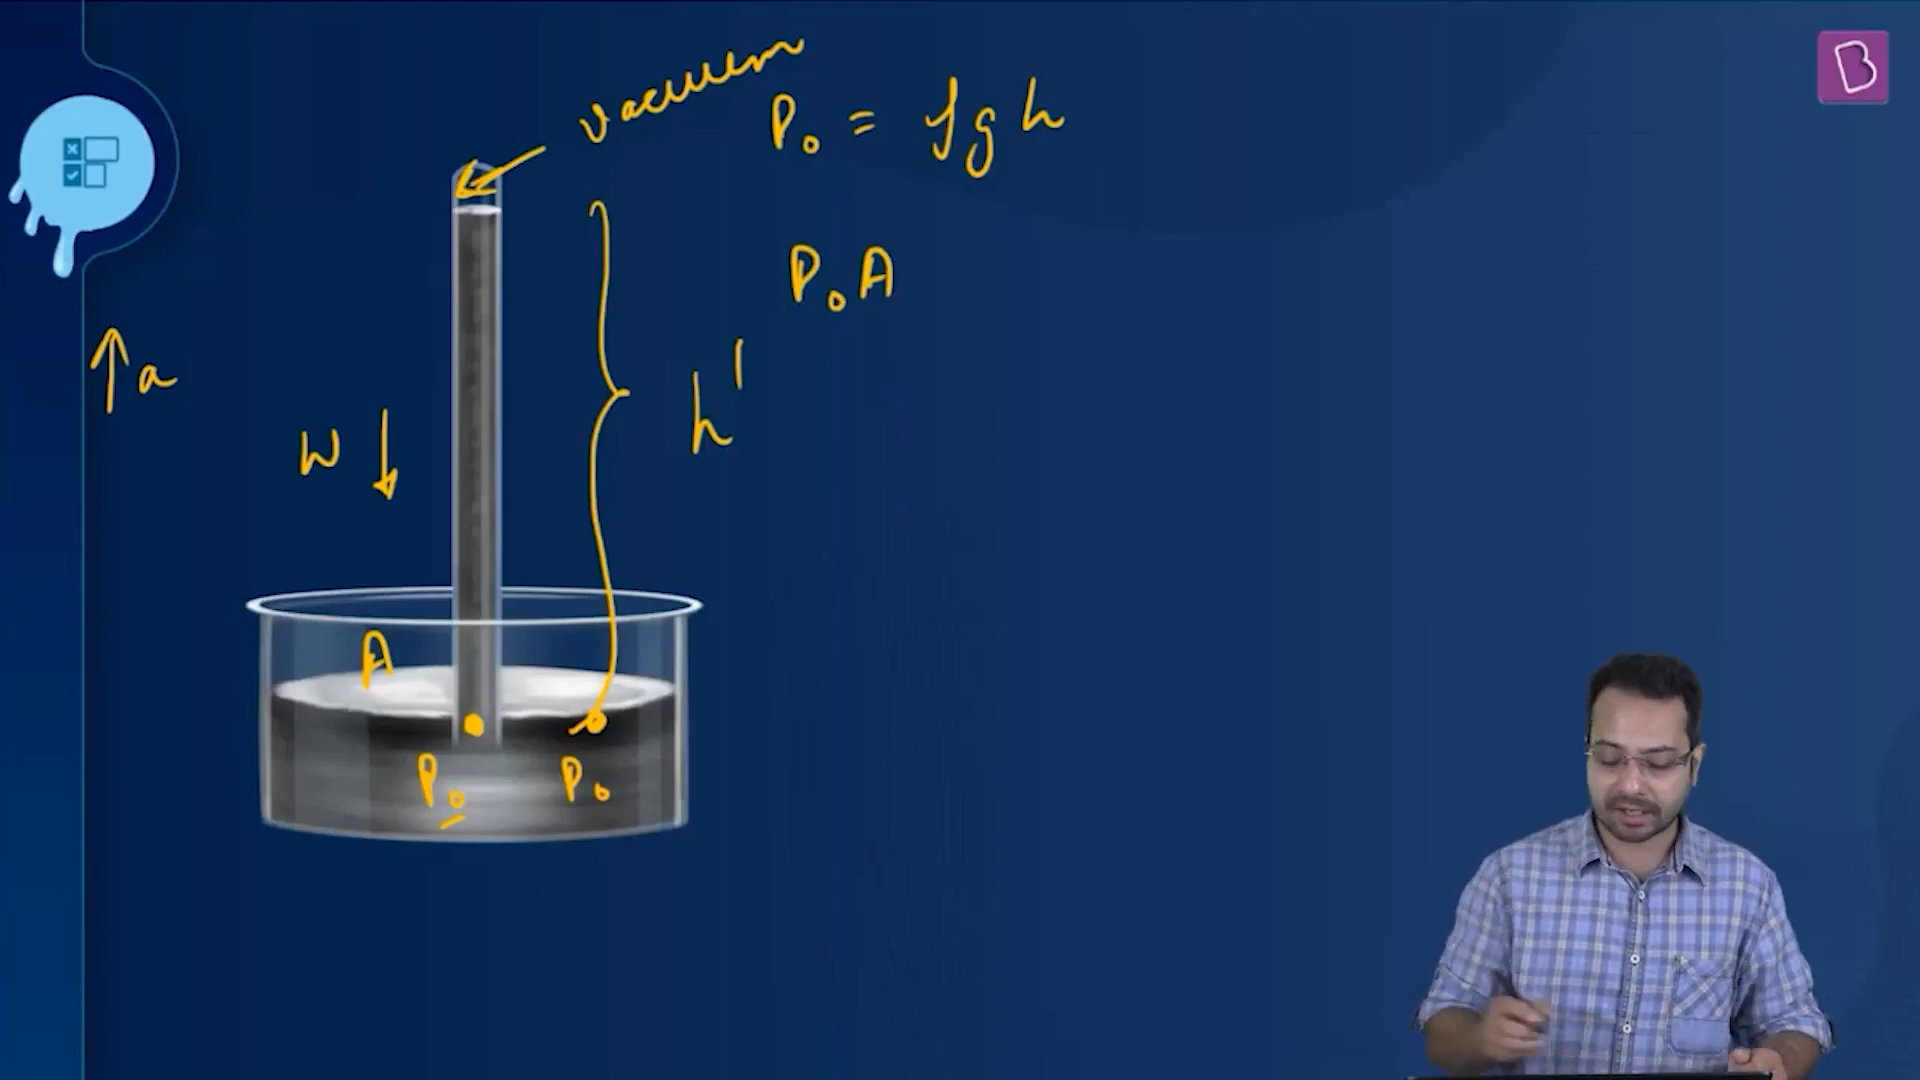 vacuum
P₀ = ρgh
P₀A
↑a
h'
W↓
A
P₀ P₀
B